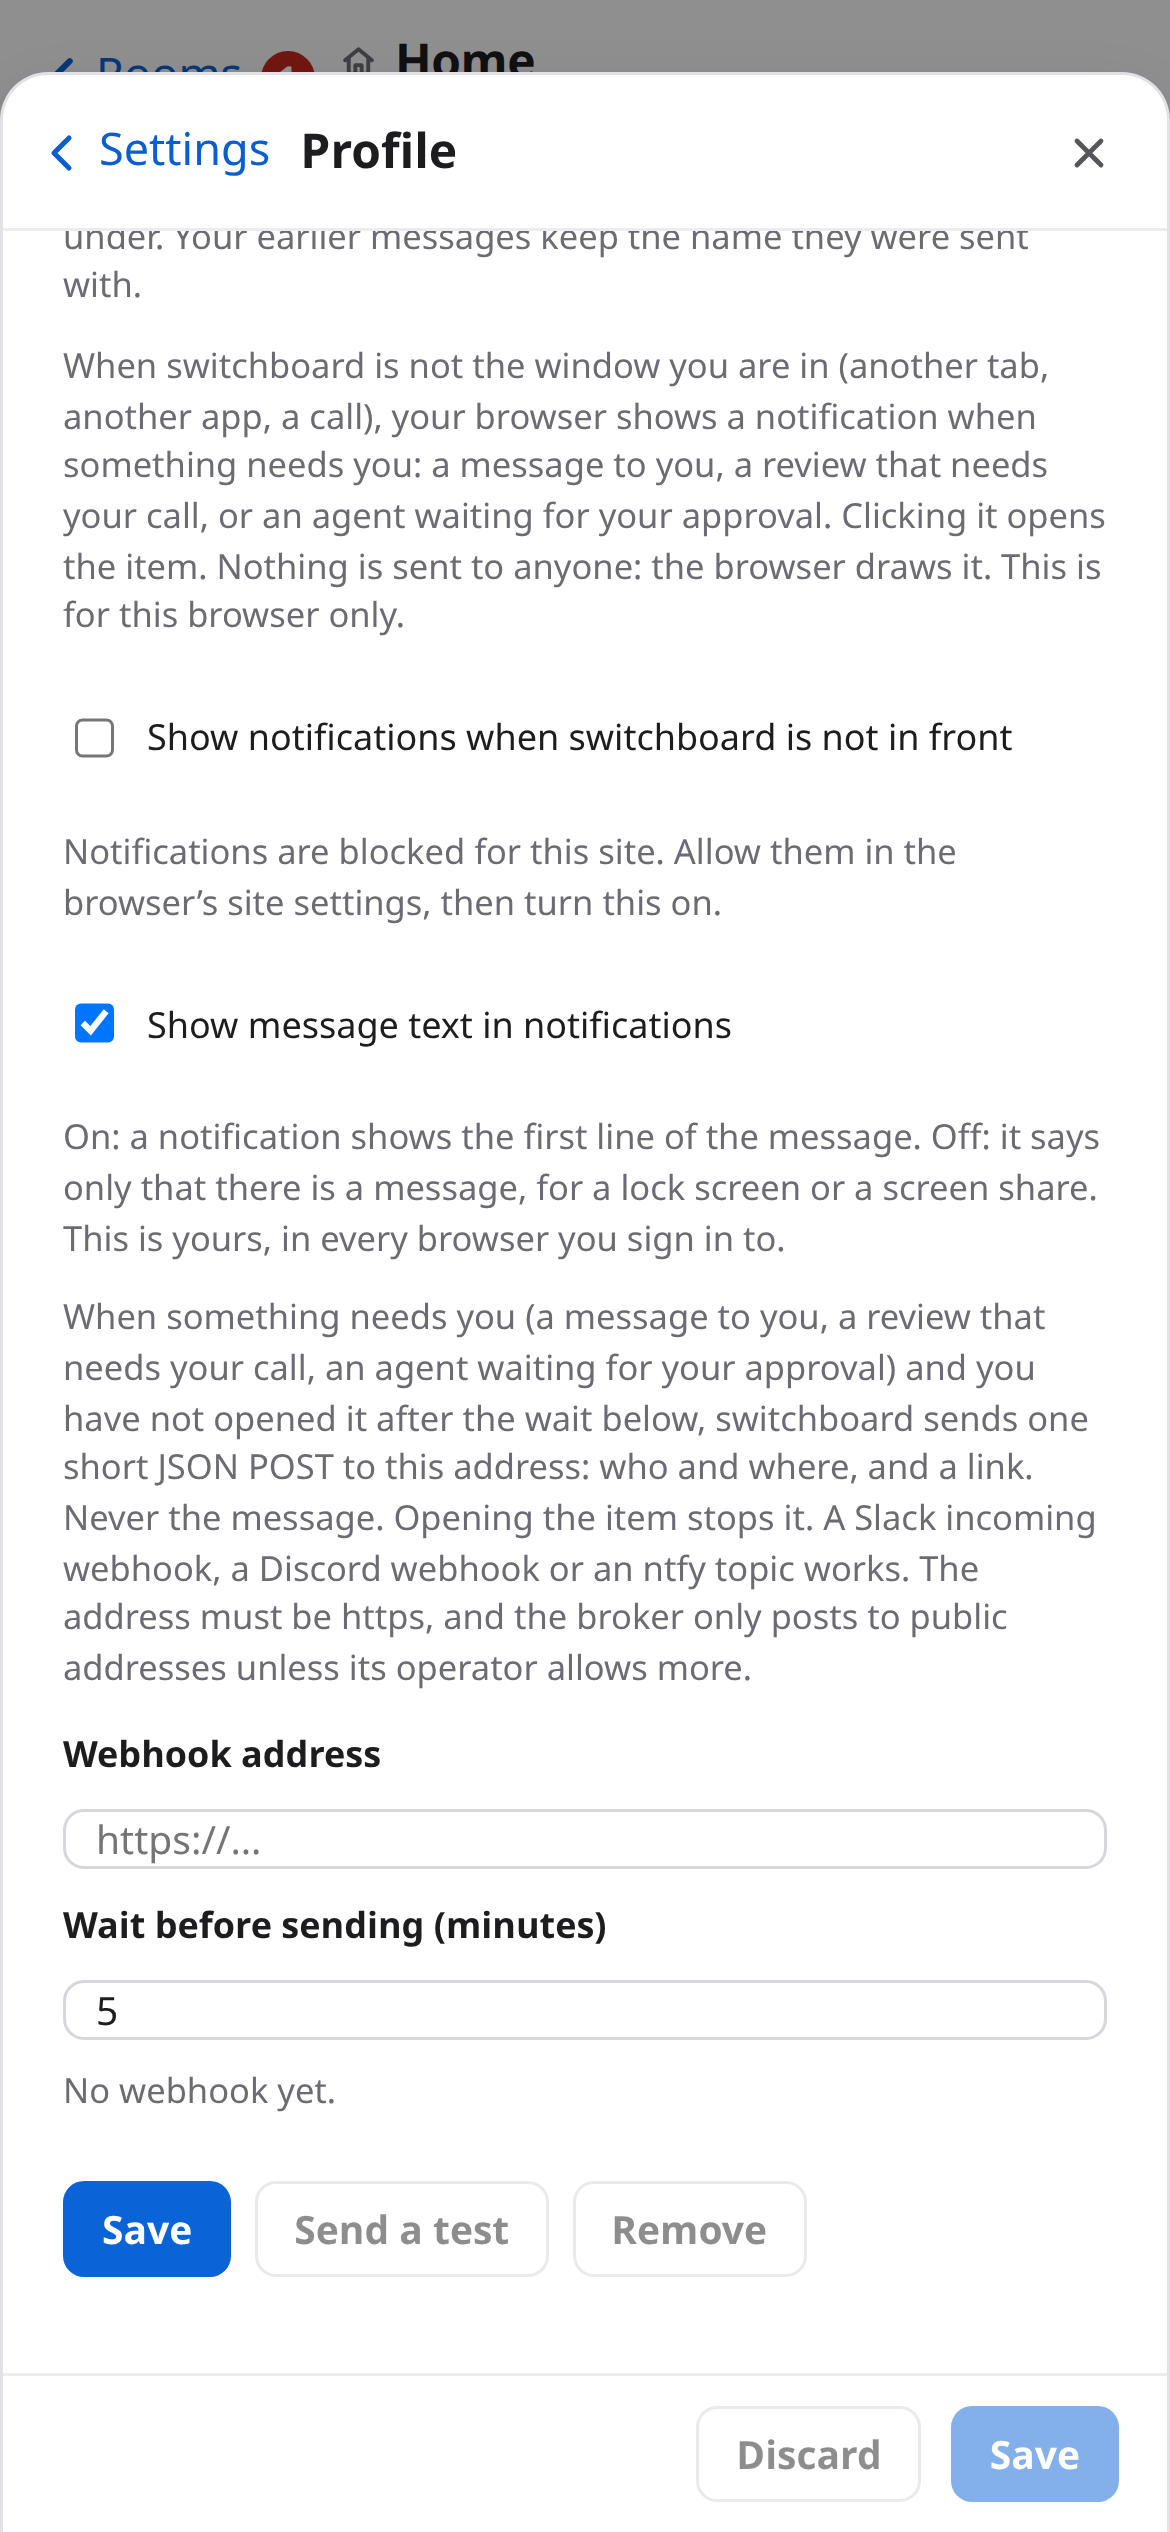 Home
Settings Profile
under. Your earlier messages keep the name they were sent
with.
When switchboard is not the window you are in (another tab,
another app, a call), your browser shows a notification when
something needs you: a message to you, a review that needs
your call, or an agent waiting for your approval. Clicking it opens
the item. Nothing is sent to anyone: the browser draws it. This is
for this browser only.
Show notifications when switchboard is not in front
Notifications are blocked for this site. Allow them in the
browser’s site settings, then turn this on.
Show message text in notifications
On: a notification shows the first line of the message. Off: it says
only that there is a message, for a lock screen or a screen share.
This is yours, in every browser you sign in to.
When something needs you (a message to you, a review that
needs your call, an agent waiting for your approval) and you
have not opened it after the wait below, switchboard sends one
short JSON POST to this address: who and where, and a link.
Never the message. Opening the item stops it. A Slack incoming
webhook, a Discord webhook or an ntfy topic works. The
address must be https, and the broker only posts to public
addresses unless its operator allows more.
Webhook address
https://...
Wait before sending (minutes)
5
No webhook yet.
Save Send a test Remove
Discard Save